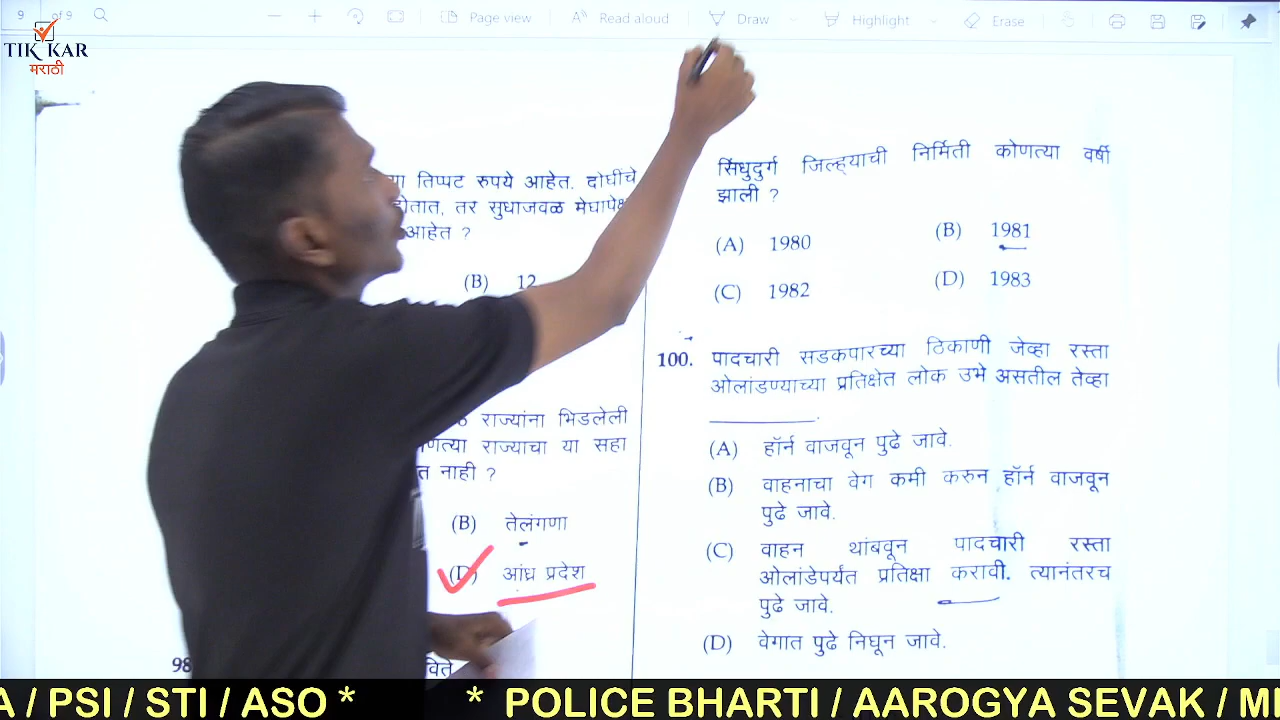 9 of 9 Page view Read aloud Draw Highlight Erase
TIK KAR
मराठी
तिप्पट रुपये आहेत. दोघींचे
होतात, तर सुधाजवळ
आहेत ?
(B) 12
राज्यांना भिडलेली
राज्याचा या सहा
नाही ?
(B) तेलंगणा
(D) आंध्र प्रदेश
98
सिंधुदुर्ग जिल्ह्याची निर्मिती कोणत्या वर्षी
झाली ?
(A) 1980 (B) 1981
(C) 1982 (D) 1983
100. पादचारी सडकपारच्या ठिकाणी जेव्हा रस्ता
ओलांडण्याच्या प्रतिक्षेत लोक उभे असतील तेव्हा
.
(A) हॉर्न वाजवून पुढे जावे.
(B) वाहनाचा वेग कमी करुन हॉर्न वाजवून
पुढे जावे.
(C) वाहन थांबवून पादचारी रस्ता
ओलांडेपर्यंत प्रतिक्षा करावी. त्यानंतरच
पुढे जावे.
(D) वेगात पुढे निघून जावे.
/ PSI / STI / ASO * * POLICE BHARTI / AAROGYA SEVAK /